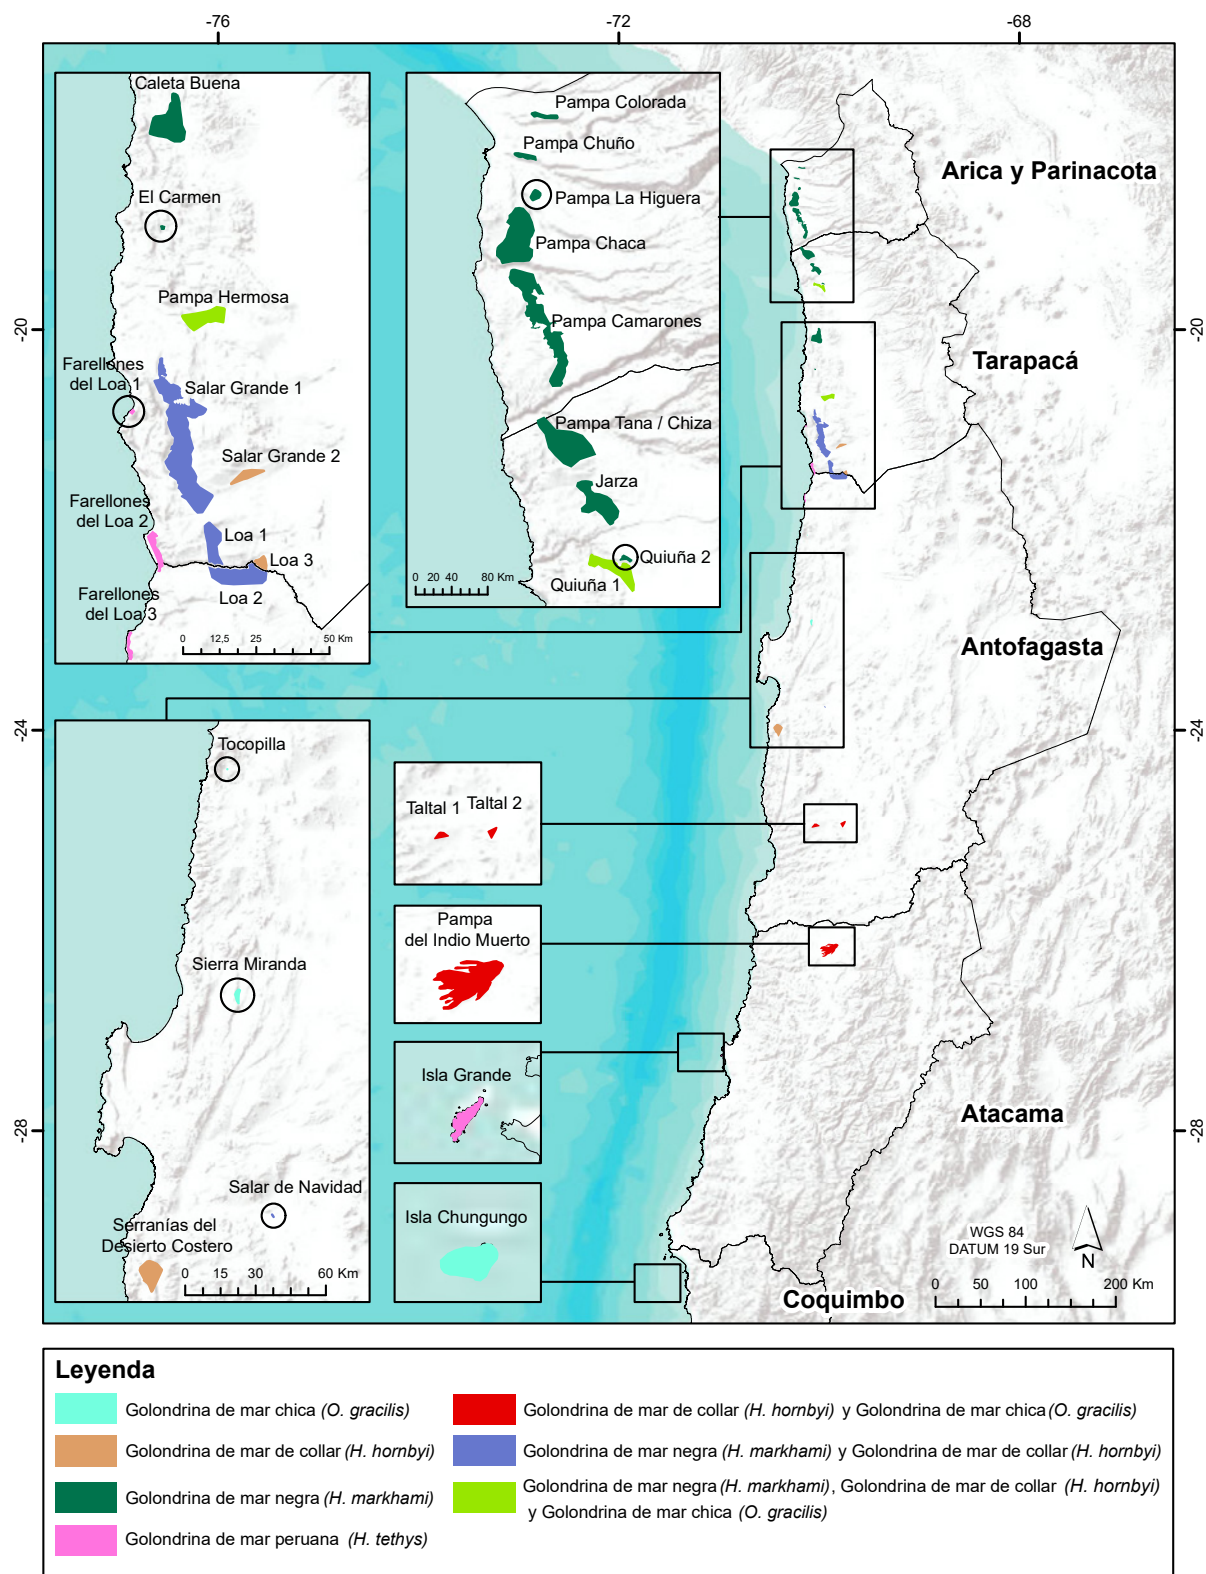 -76
-72
-68
-20
-24
-28
-20
-24
-28
Caleta Buena
El Carmen
Pampa Hermosa
Farellones
del Loa 1
Salar Grande 1
Salar Grande 2
Farellones
del Loa 2
Loa 1
Loa 3
Farellones
del Loa 3
Loa 2
0 12,5 25 50 Km
Pampa Colorada
Pampa Chuño
Pampa La Higuera
Pampa Chaca
Pampa Camarones
Pampa Tana / Chiza
Jarza
Quiuña 2
Quiuña 1
0 20 40 80 Km
Arica y Parinacota
Tarapacá
Antofagasta
Atacama
Coquimbo
Tocopilla
Sierra Miranda
Salar de Navidad
Serranías del
Desierto Costero
0 15 30 60 Km
Taltal 1 Taltal 2
Pampa
del Indio Muerto
Isla Grande
Isla Chungungo
WGS 84
DATUM 19 Sur
N
0 50 100 200 Km
Leyenda
Golondrina de mar chica (O. gracilis)
Golondrina de mar de collar (H. hornbyi)
Golondrina de mar negra (H. markhami)
Golondrina de mar peruana (H. tethys)
Golondrina de mar de collar (H. hornbyi) y Golondrina de mar chica (O. gracilis)
Golondrina de mar negra (H. markhami) y Golondrina de mar de collar (H. hornbyi)
Golondrina de mar negra (H. markhami), Golondrina de mar de collar (H. hornbyi)
y Golondrina de mar chica (O. gracilis)